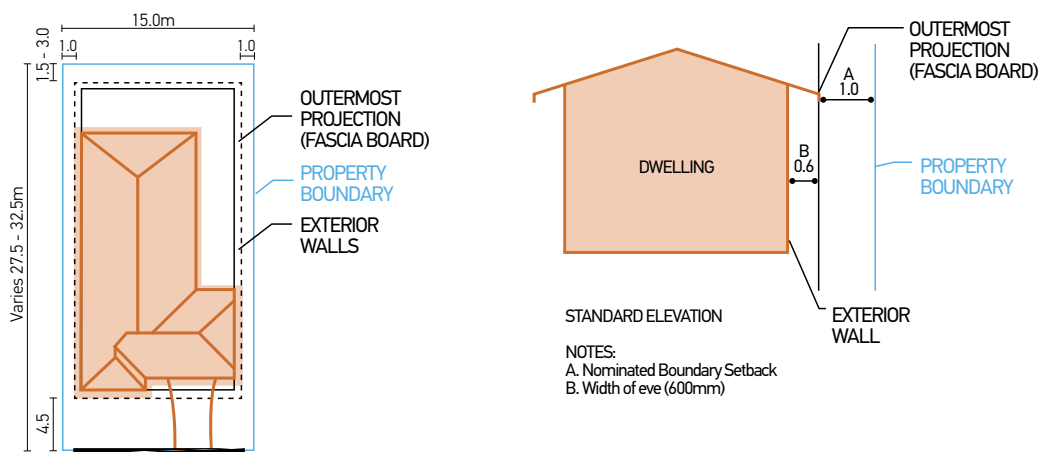 15.0m
1.0
1.0
1.5 - 3.0
Varies 27.5 - 32.5m
4.5
OUTERMOST
PROJECTION
(FASCIA BOARD)
PROPERTY
BOUNDARY
EXTERIOR
WALLS
OUTERMOST
PROJECTION
(FASCIA BOARD)
A
1.0
B
0.6
DWELLING
PROPERTY
BOUNDARY
EXTERIOR
WALL
STANDARD ELEVATION
NOTES:
A. Nominated Boundary Setback
B. Width of eve (600mm)